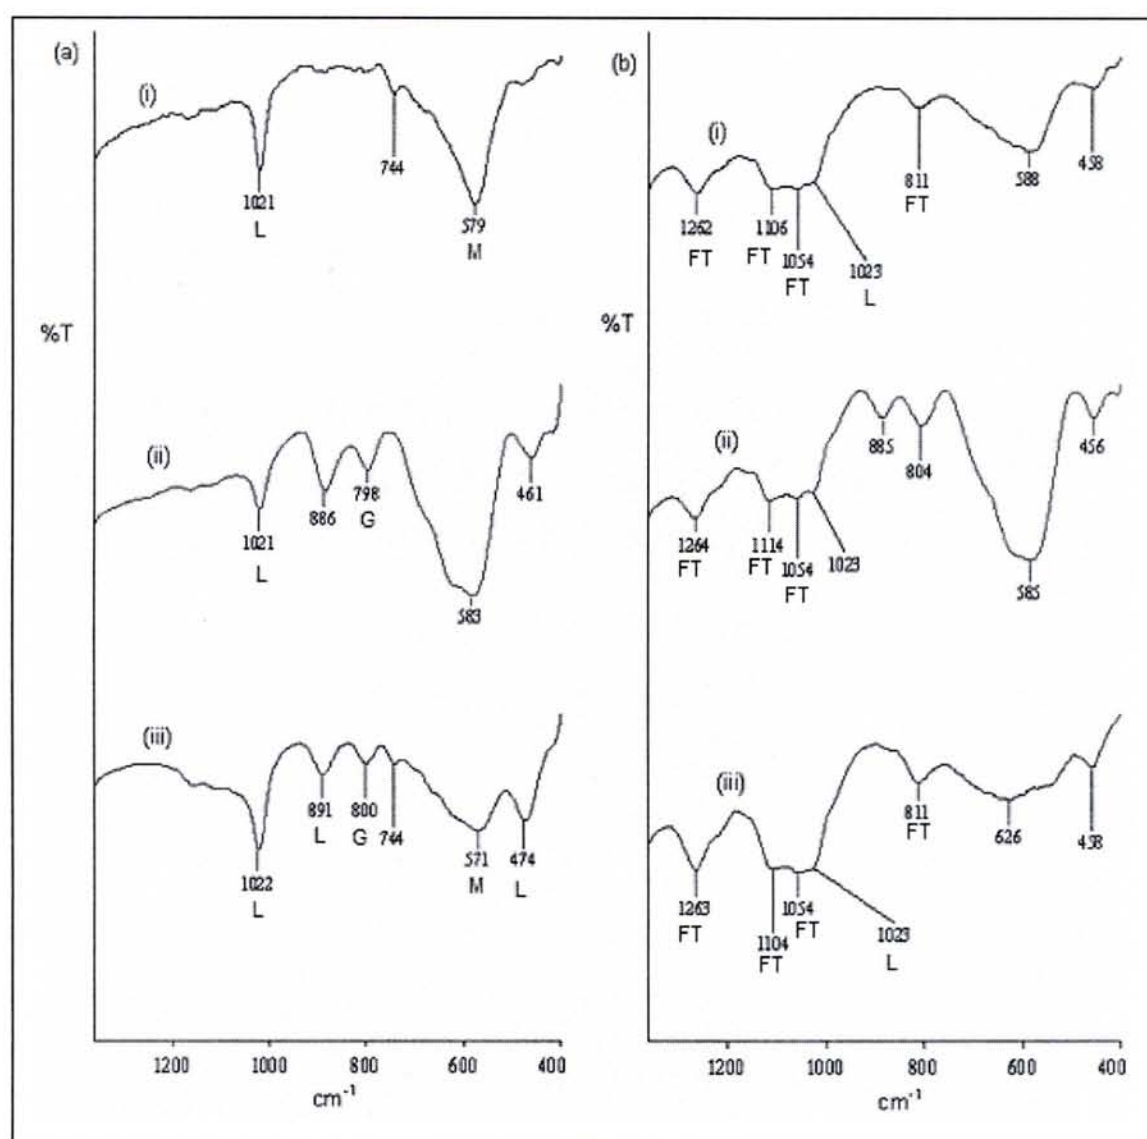 (a)
(i)
1021
L
744
579
M
%T
(ii)
1021
L
886
798
G
583
461
(iii)
1022
L
891
L
800
G
744
571
M
474
L
1200 1000 800 600 400
cm-1
(b)
(i)
1262
FT
1106
FT
1054
FT
1023
L
811
FT
588
458
%T
(ii)
1264
FT
1114
FT
1054
FT
1023
885
804
585
456
(iii)
1263
FT
1104
FT
1054
FT
1023
L
811
FT
626
458
1200 1000 800 600 400
cm-1